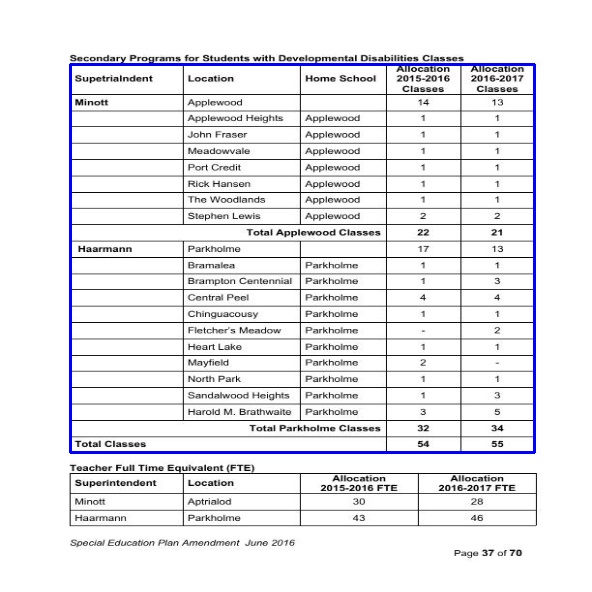 Secondary Programs for Students with Developmental Disabilities Classes
Supetrialndent Location Home School Allocation 2015-2016 Classes Allocation 2016-2017 Classes
Minott Applewood 14 13
Applewood Heights Applewood 1 1
John Fraser Applewood 1 1
Meadowvale Applewood 1 1
Port Credit Applewood 1 1
Rick Hansen Applewood 1 1
The Woodlands Applewood 1 1
Stephen Lewis Applewood 2 2
Total Applewood Classes 22 21
Haarmann Parkholme 17 13
Bramalea Parkholme 1 1
Brampton Centennial Parkholme 1 3
Central Peel Parkholme 4 4
Chinguacousy Parkholme 1 1
Fletcher's Meadow Parkholme - 2
Heart Lake Parkholme 1 1
Mayfield Parkholme 2 -
North Park Parkholme 1 1
Sandalwood Heights Parkholme 1 3
Harold M. Brathwaite Parkholme 3 5
Total Parkholme Classes 32 34
Total Classes 54 55
Teacher Full Time Equivalent (FTE)
Superintendent Location Allocation 2015-2016 FTE Allocation 2016-2017 FTE
Minott Aptrialod 30 28
Haarmann Parkholme 43 46
Special Education Plan Amendment June 2016
Page 37 of 70